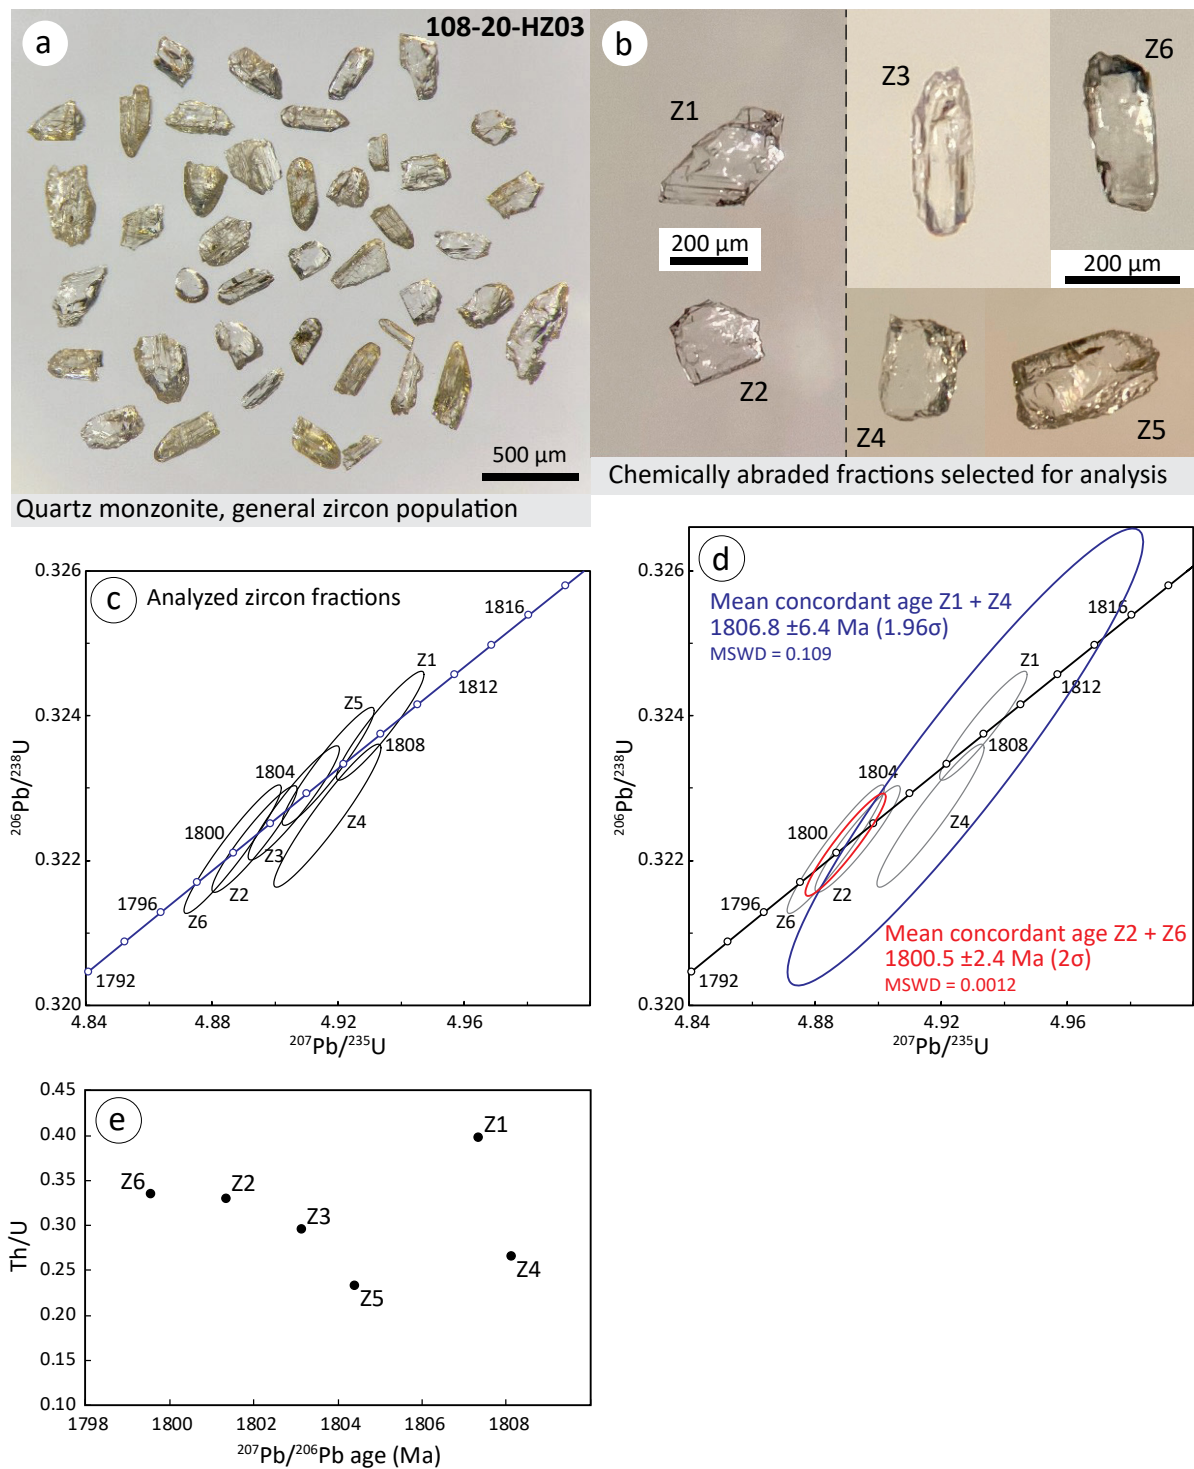 a
108-20-HZ03
500 µm
Quartz monzonite, general zircon population
b
Z1
Z3
Z6
200 µm
200 µm
Z2
Z4
Z5
Chemically abraded fractions selected for analysis
c
Analyzed zircon fractions
0.326
0.324
0.322
0.320
206Pb/238U
1816
1812
1808
1804
1800
1796
1792
Z1
Z5
Z4
Z3
Z2
Z6
4.84
4.88
4.92
4.96
207Pb/235U
d
Mean concordant age Z1 + Z4
1806.8 ±6.4 Ma (1.96σ)
MSWD = 0.109
0.326
0.324
0.322
0.320
206Pb/238U
1816
1812
1808
1804
1800
1796
1792
Z1
Z4
Z2
Z6
Mean concordant age Z2 + Z6
1800.5 ±2.4 Ma (2σ)
MSWD = 0.0012
4.84
4.88
4.92
4.96
207Pb/235U
e
0.45
0.40
0.35
0.30
0.25
0.20
0.15
0.10
Th/U
Z1
Z6
Z2
Z3
Z4
Z5
1798
1800
1802
1804
1806
1808
207Pb/206Pb age (Ma)